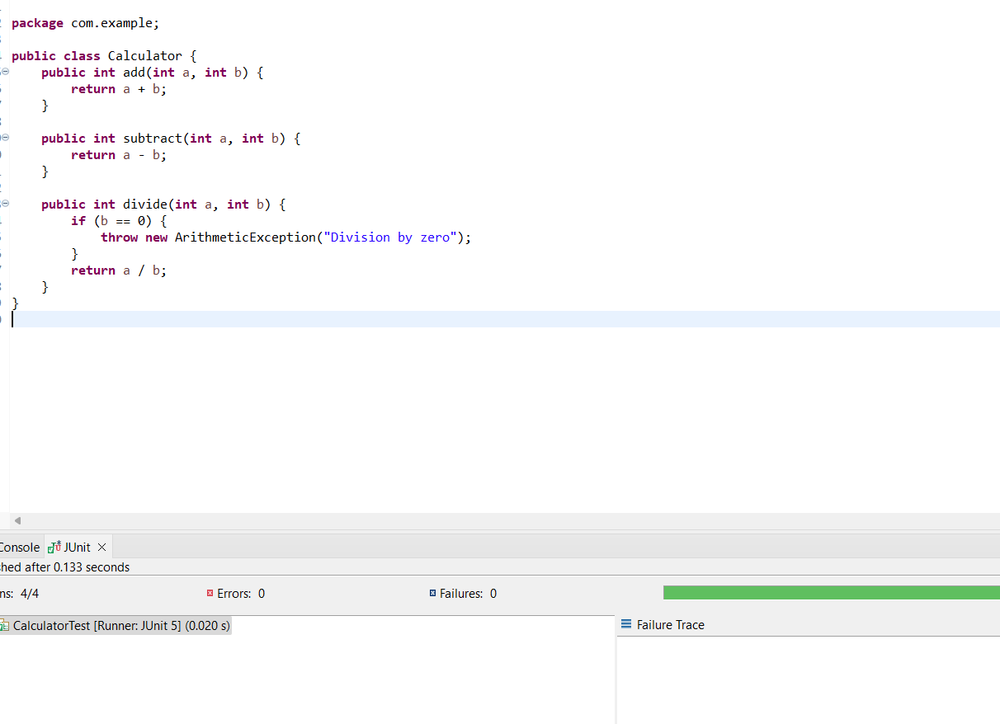 package com.example;
public class Calculator {
    public int add(int a, int b) {
        return a + b;
    }
    public int subtract(int a, int b) {
        return a - b;
    }
    public int divide(int a, int b) {
        if (b == 0) {
            throw new ArithmeticException("Division by zero");
        }
        return a / b;
    }
}
Console JUnit
hed after 0.133 seconds
ns: 4/4 Errors: 0 Failures: 0
CalculatorTest [Runner: JUnit 5] (0.020 s)
Failure Trace